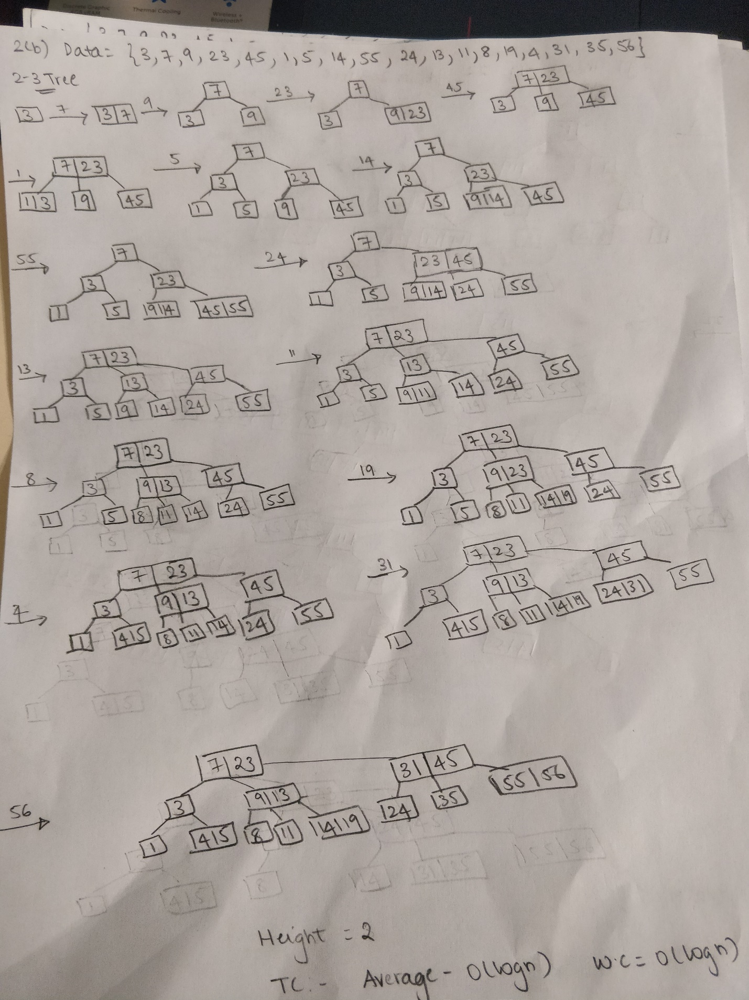 Discrete Graphic
Thermal Cooling
Wireless +
Bluetooth
2(b) Data = {3, 7, 9, 23, 45, 1, 5, 14, 55, 24, 13, 11, 8, 19, 4, 31, 35, 56}
2-3 Tree
7 9 23 45
7 7 7|23
3 3|7 3 9 3 9|23 3 9 45
1 5 14
7|23 7 7
3 23 3 23
1|3 9 45 1 5 9 45 1 5 9|14 45
55 24
7 7
3 23 3 23|45
1 5 9|14 45|55 1 5 9|14 24 55
13 11
7|23 7|23
3 13 45 3 13 45
1 5 9 14 24 55 1 5 9|11 14 24 55
8 19
7|23 7|23
3 9|13 45 3 9|23 45
1 5 8 11 14 24 55 1 5 8 11 14|19 24 55
4 31
7|23 7|23
3 9|13 45 3 9|13 45
1 4|5 8 11 14 24 55 1 4|5 8 11 14|19 24|31 55
56
7|23
3 9|13 31|45
1 4|5 8 11 14|19 24 35 55|56
Height = 2
TC:- Average - O(logn) W.C = O(logn)